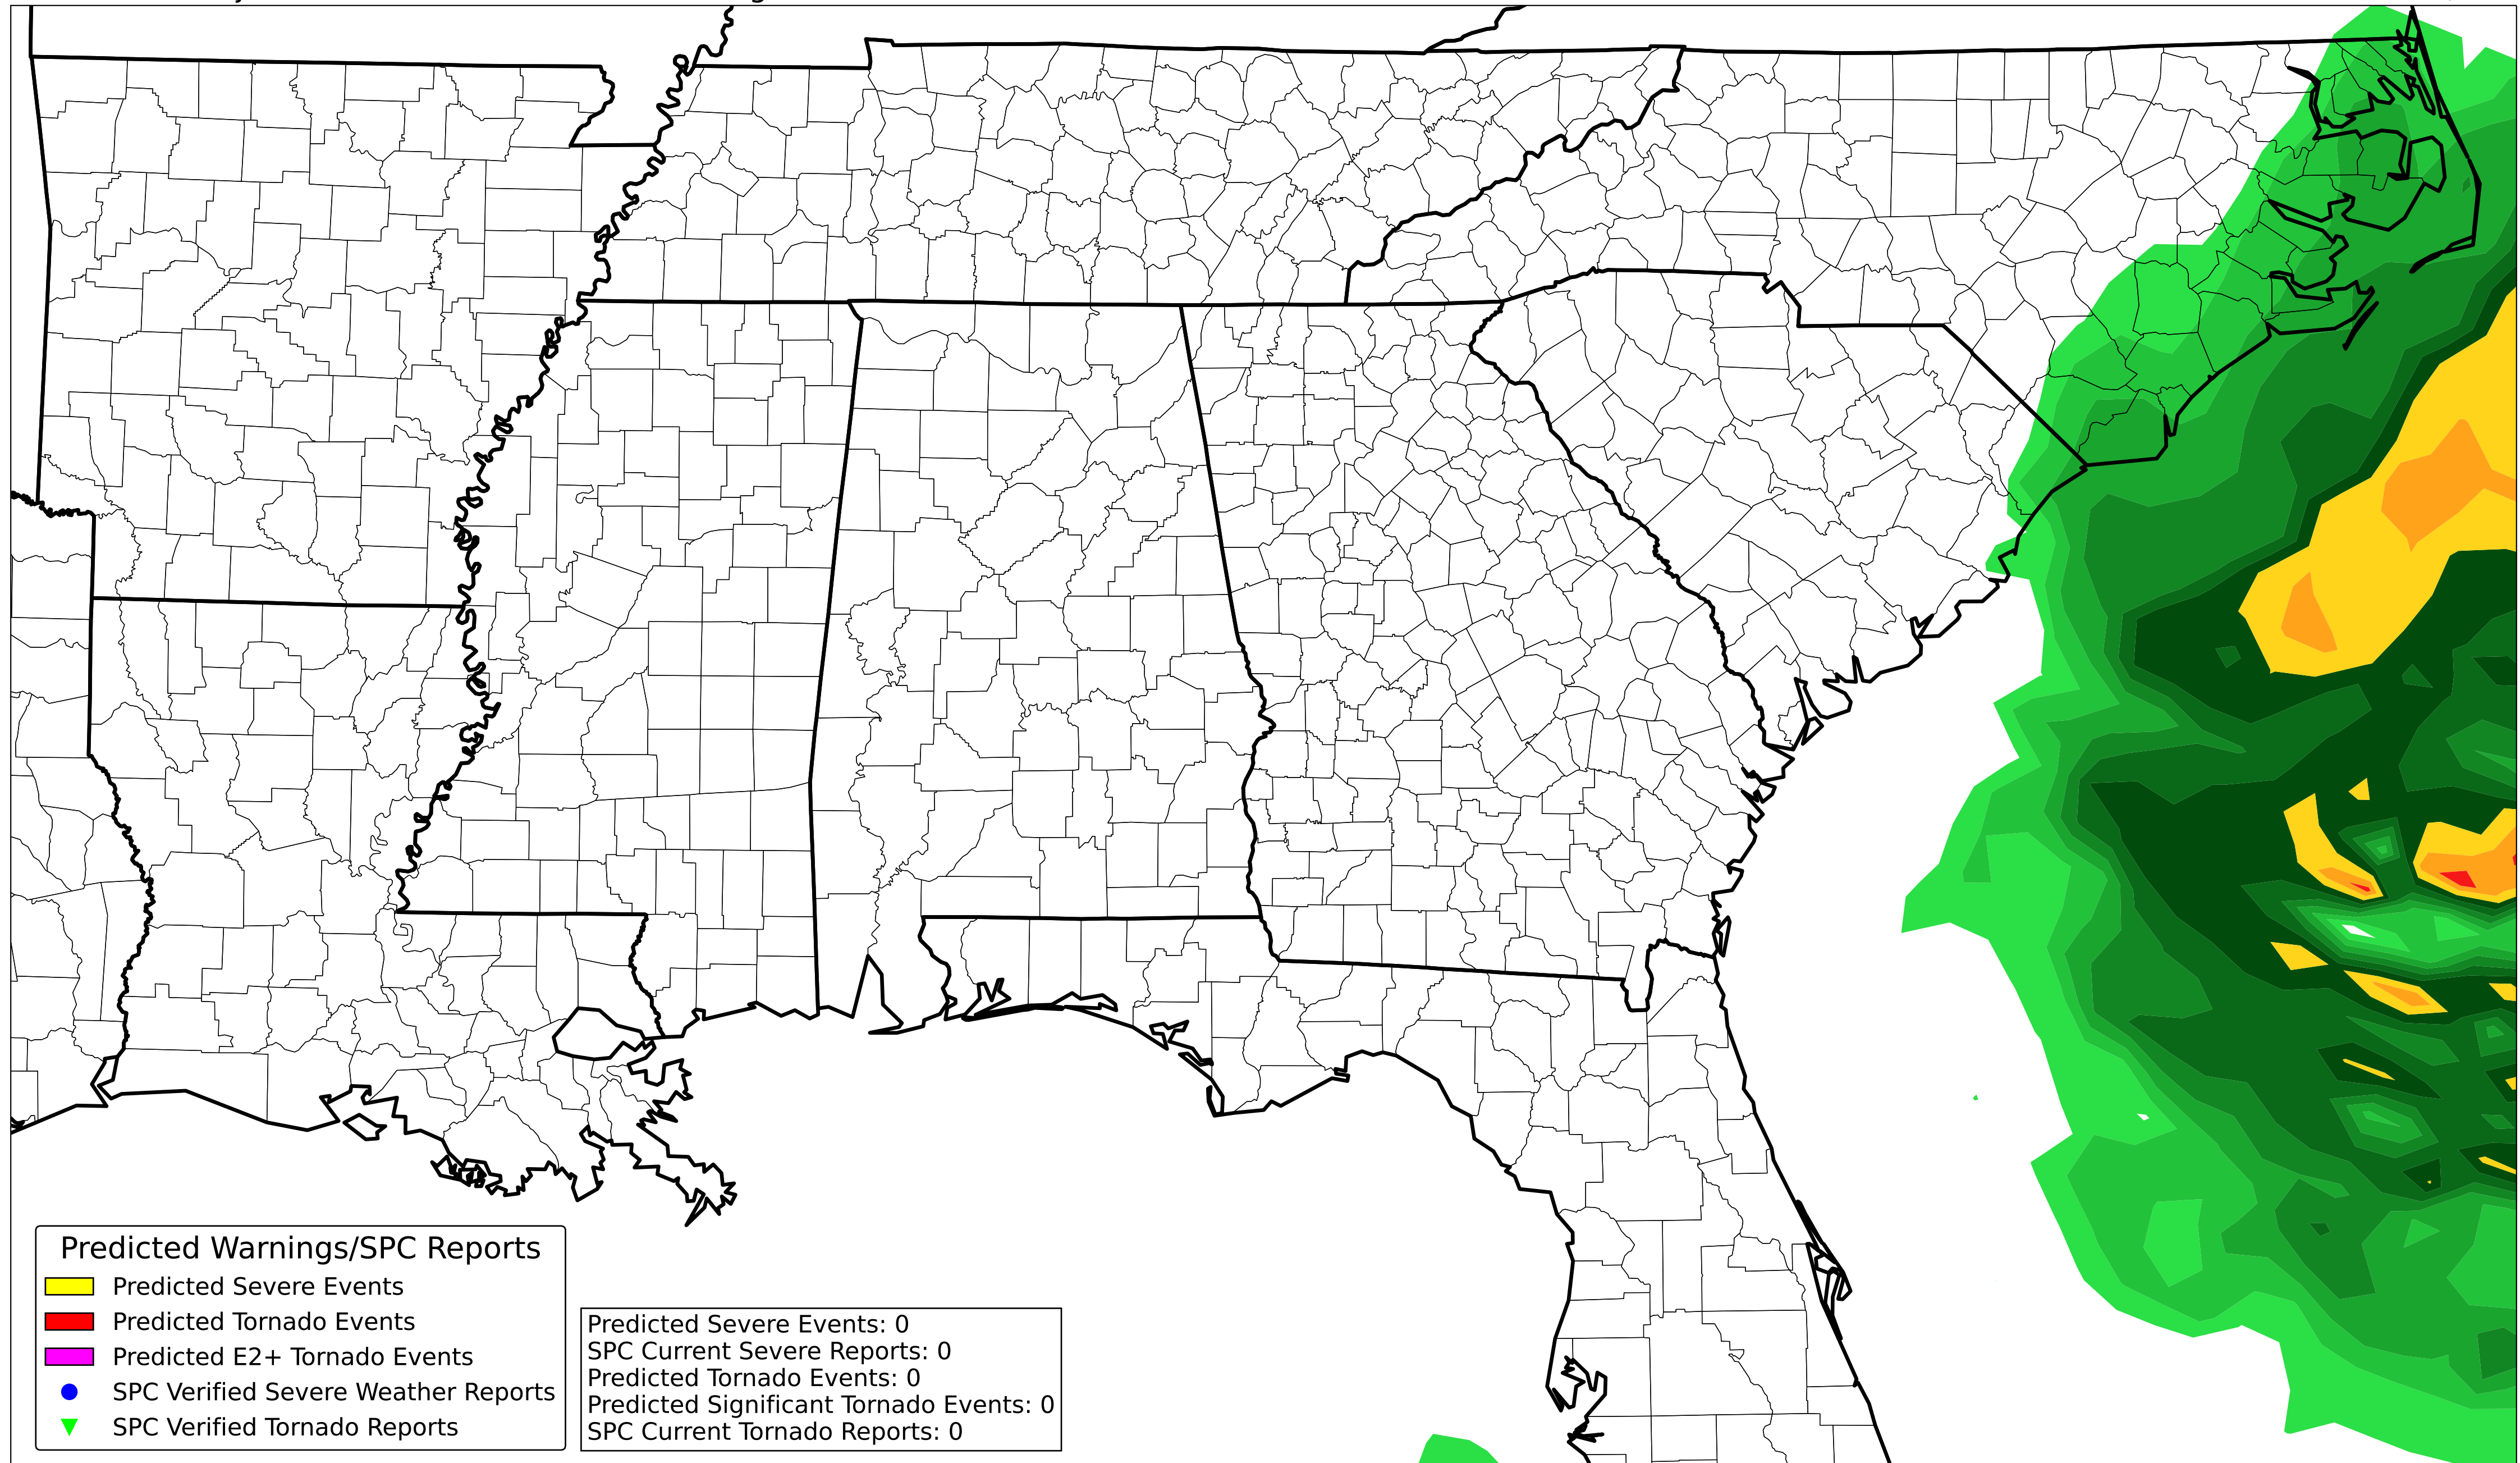 Predicted Warnings/SPC Reports
Predicted Severe Events
Predicted Tornado Events
Predicted E2+ Tornado Events
SPC Verified Severe Weather Reports
SPC Verified Tornado Reports
Predicted Severe Events: 0
SPC Current Severe Reports: 0
Predicted Tornado Events: 0
Predicted Significant Tornado Events: 0
SPC Current Tornado Reports: 0